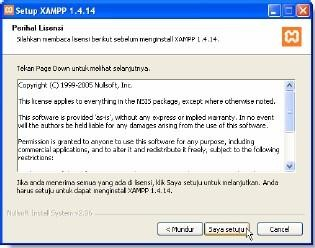 Setup XAMPP 1.4.14
Perihal Lisensi
Silahkan membaca lisensi berikut sebelum menginstall XAMPP 1.4.14.
Tekan Page Down untuk melihat selanjutnya.
Copyright (C) 1999-2005 Nullsoft, Inc.
This license applies to everything in the NSIS package, except where otherwise noted.
This software is provided 'as-is', without any express or implied warranty. In no event
will the authors be held liable for any damages arising from the use of this software.
Permission is granted to anyone to use this software for any purpose, including
commercial applications, and to alter it and redistribute it freely, subject to the following
restrictions:
Jika anda menerima semua yang ada di lisensi, klik Saya setuju untuk melanjutkan. Anda
harus setuju untuk dapat menginstall XAMPP 1.4.14.
Nullsoft Install System v2.06
< Mundur
Saya setuju
Cancel